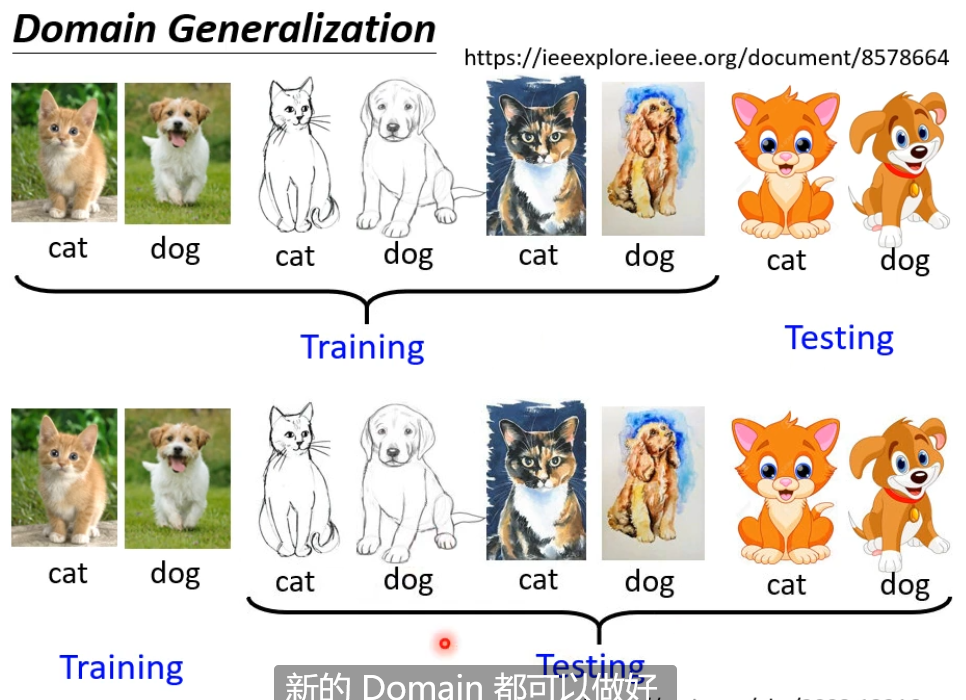 Domain Generalization
https://ieeexplore.ieee.org/document/8578664
cat dog cat dog cat dog cat dog
Training
Testing
cat dog cat dog cat dog cat dog
Training
Testing
新的 Domain 都可以做好